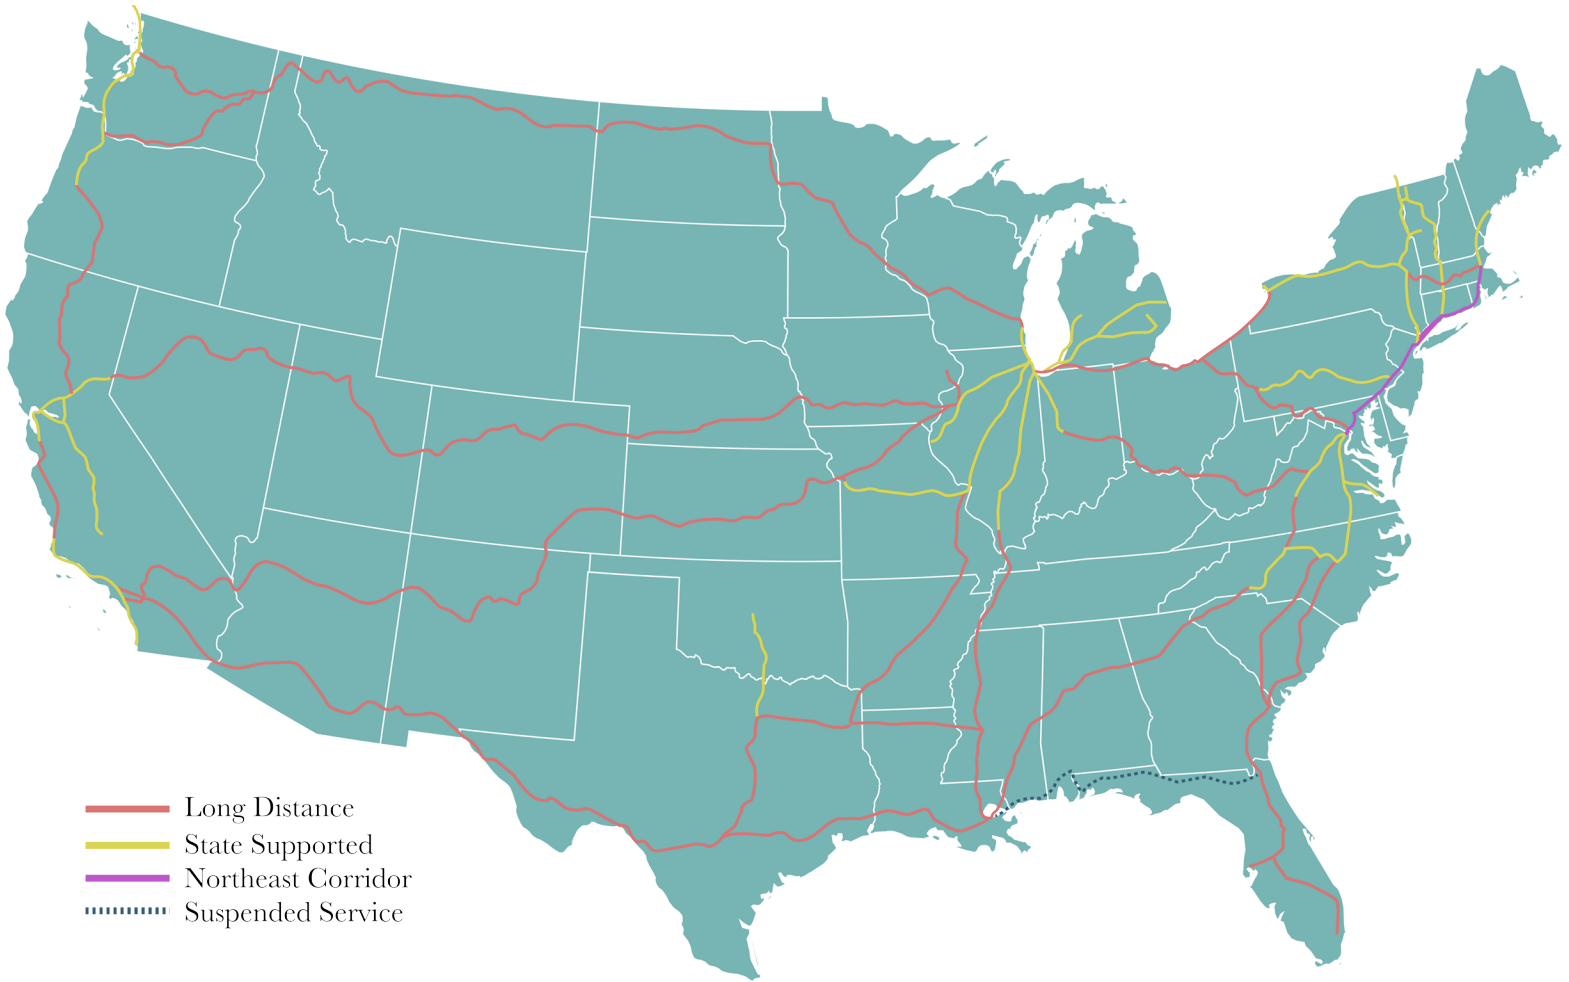 Long Distance
State Supported
Northeast Corridor
Suspended Service